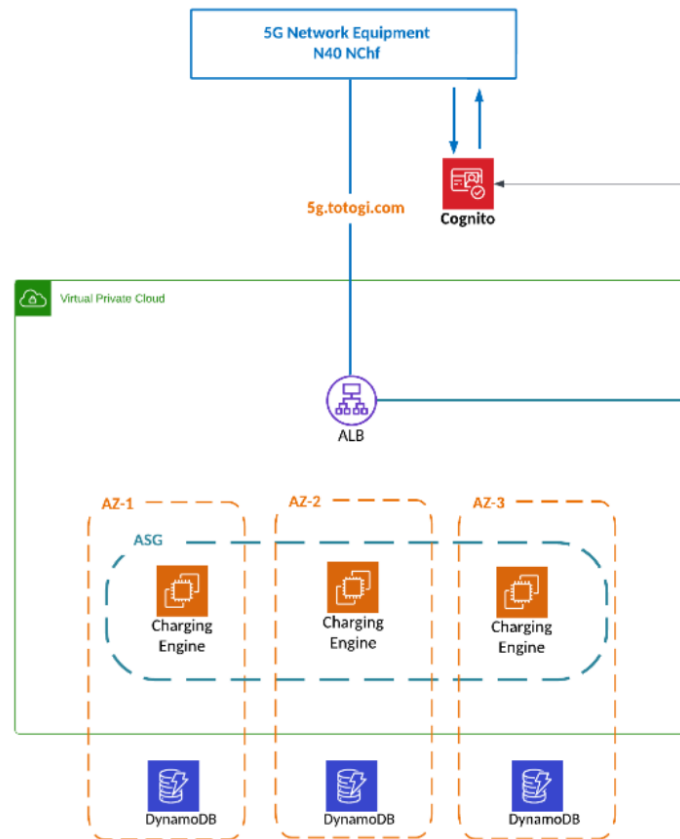 5G Network Equipment
N40 NChf
5g.totogi.com
Cognito
Virtual Private Cloud
ALB
AZ-1
AZ-2
AZ-3
ASG
Charging
Engine
Charging
Engine
Charging
Engine
DynamoDB
DynamoDB
DynamoDB